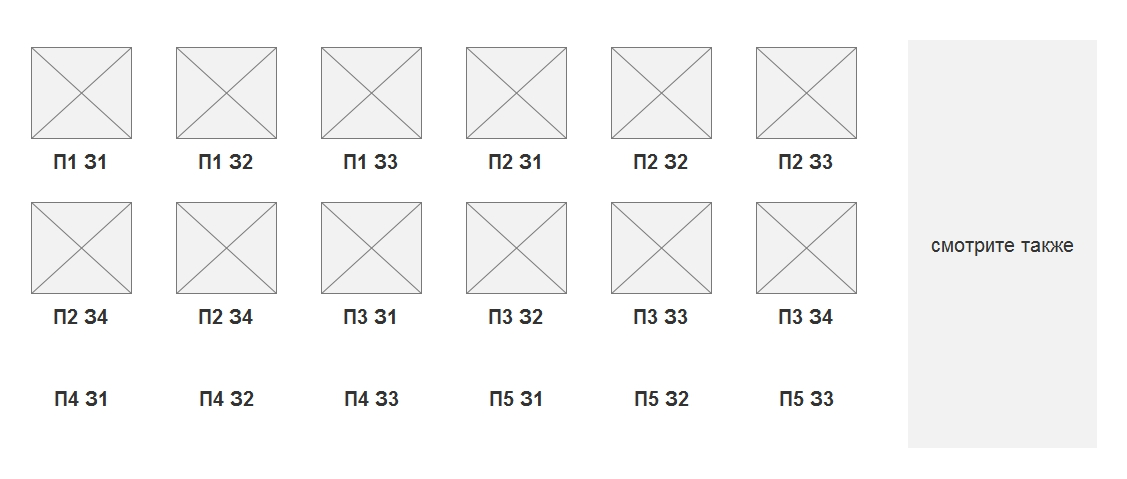 П1 З1 П1 З2 П1 З3 П2 З1 П2 З2 П2 З3
П2 З4 П2 З4 П3 З1 П3 З2 П3 З3 П3 З4
П4 З1 П4 З2 П4 З3 П5 З1 П5 З2 П5 З3
смотрите также